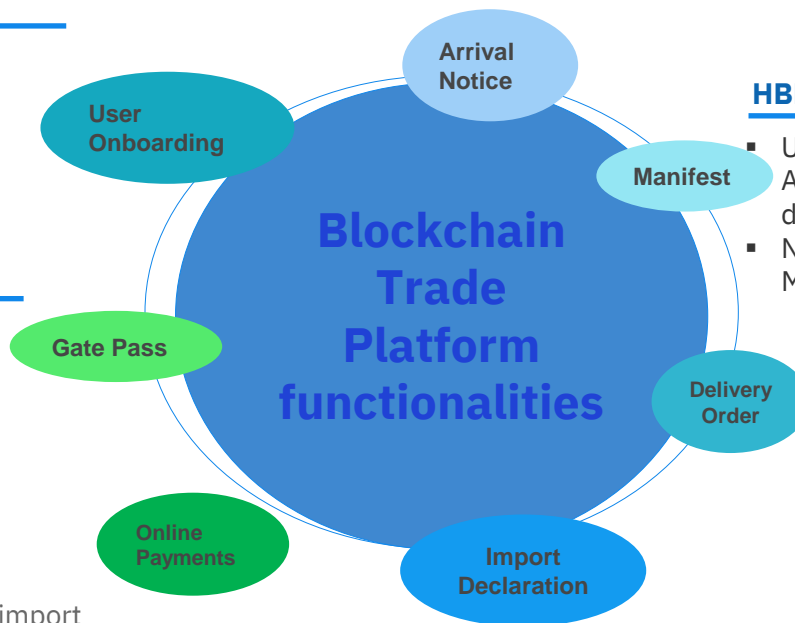 Arrival
Notice
User
Onboarding
HB
Manifest
▪ U
A
d
▪ N
M
Blockchain
Trade
Platform
functionalities
Gate Pass
Delivery
Order
Online
Payments
Import
Declaration
import